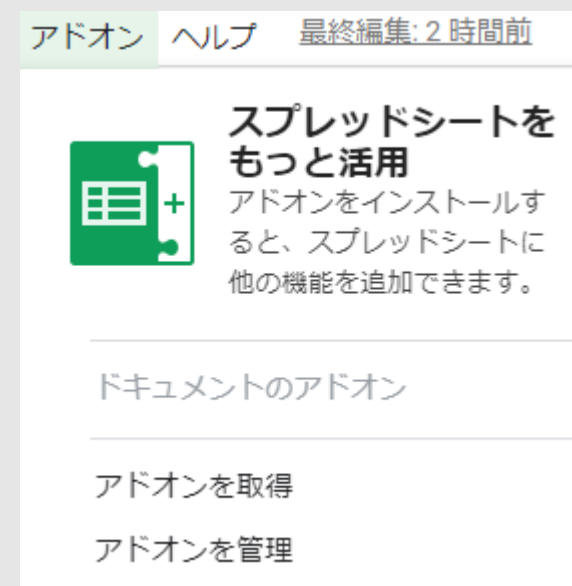 アドオン ヘルプ 最終編集: 2 時間前
スプレッドシートを
もっと活用
アドオンをインストールす
ると、スプレッドシートに
他の機能を追加できます。
ドキュメントのアドオン
アドオンを取得
アドオンを管理